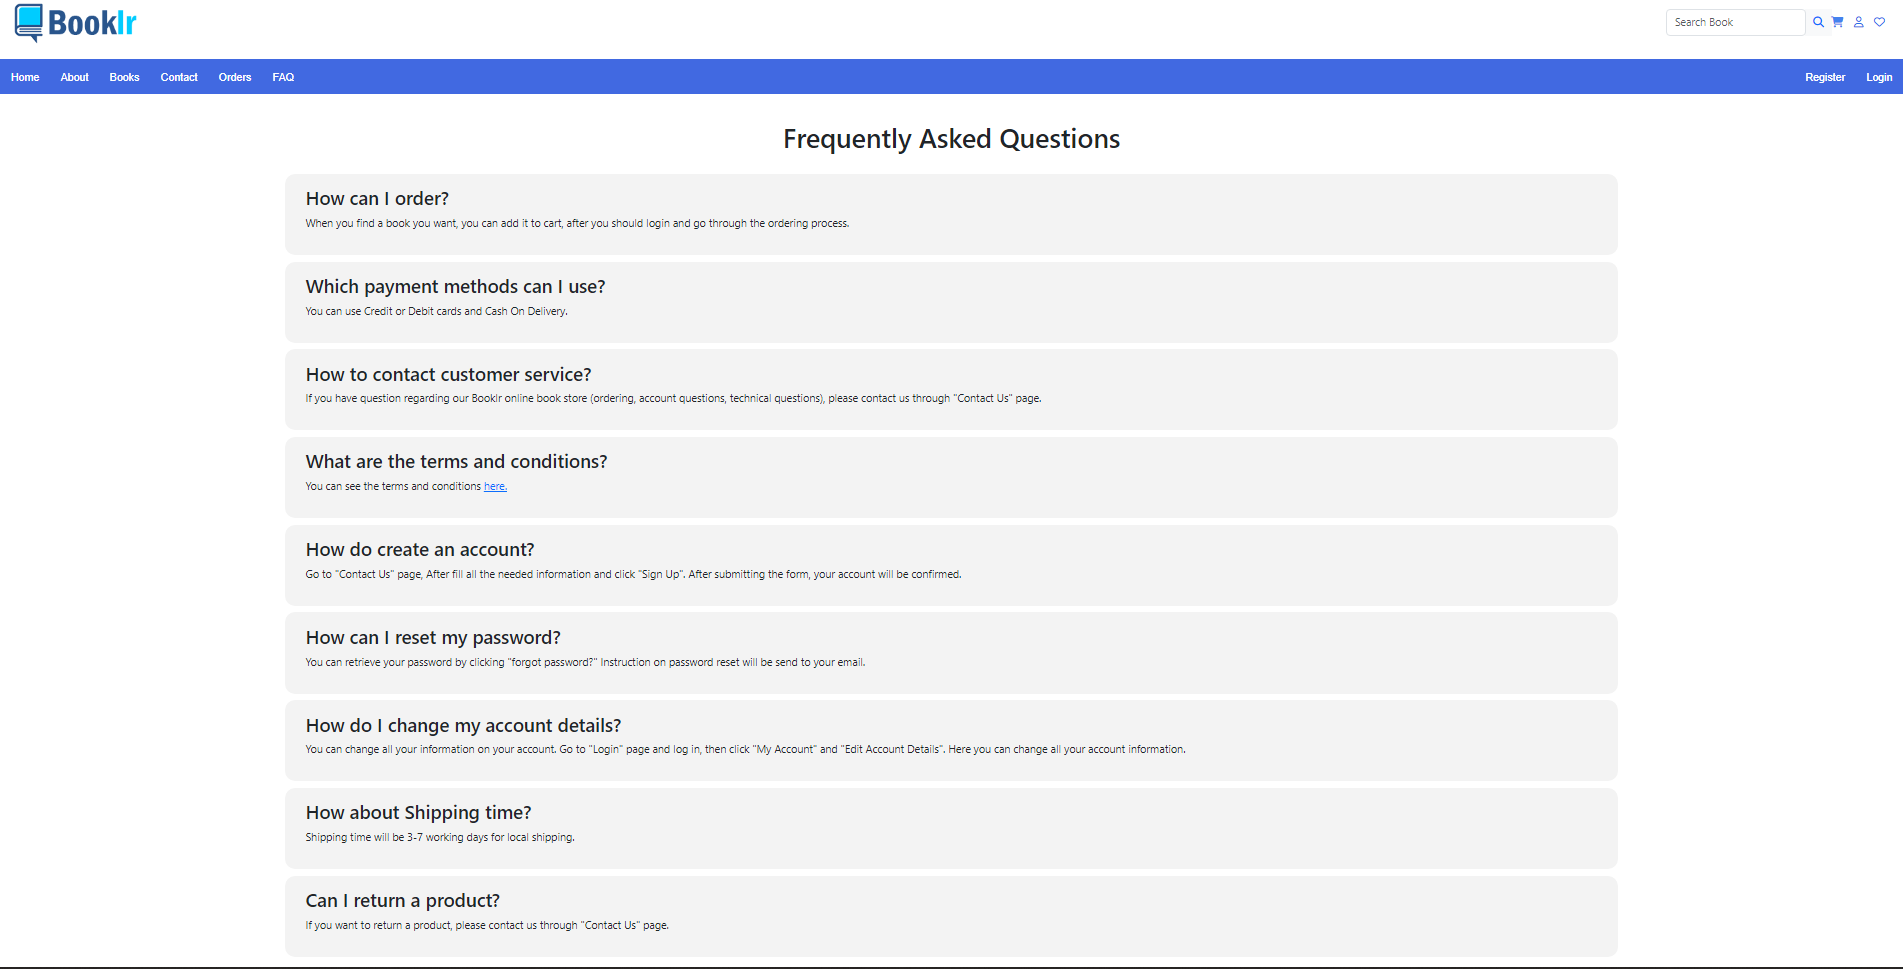 Booklr
Search Book
Home About Books Contact Orders FAQ Register Login
Frequently Asked Questions
How can I order?
When you find a book you want, you can add it to cart, after you should login and go through the ordering process.
Which payment methods can I use?
You can use Credit or Debit cards and Cash On Delivery.
How to contact customer service?
If you have question regarding our Booklr online book store (ordering, account questions, technical questions), please contact us through "Contact Us" page.
What are the terms and conditions?
You can see the terms and conditions here.
How do create an account?
Go to "Contact Us" page, After fill all the needed information and click "Sign Up". After submitting the form, your account will be confirmed.
How can I reset my password?
You can retrieve your password by clicking "forgot password?" Instruction on password reset will be send to your email.
How do I change my account details?
You can change all your information on your account. Go to "Login" page and log in, then click "My Account" and "Edit Account Details". Here you can change all your account information.
How about Shipping time?
Shipping time will be 3-7 working days for local shipping.
Can I return a product?
If you want to return a product, please contact us through "Contact Us" page.